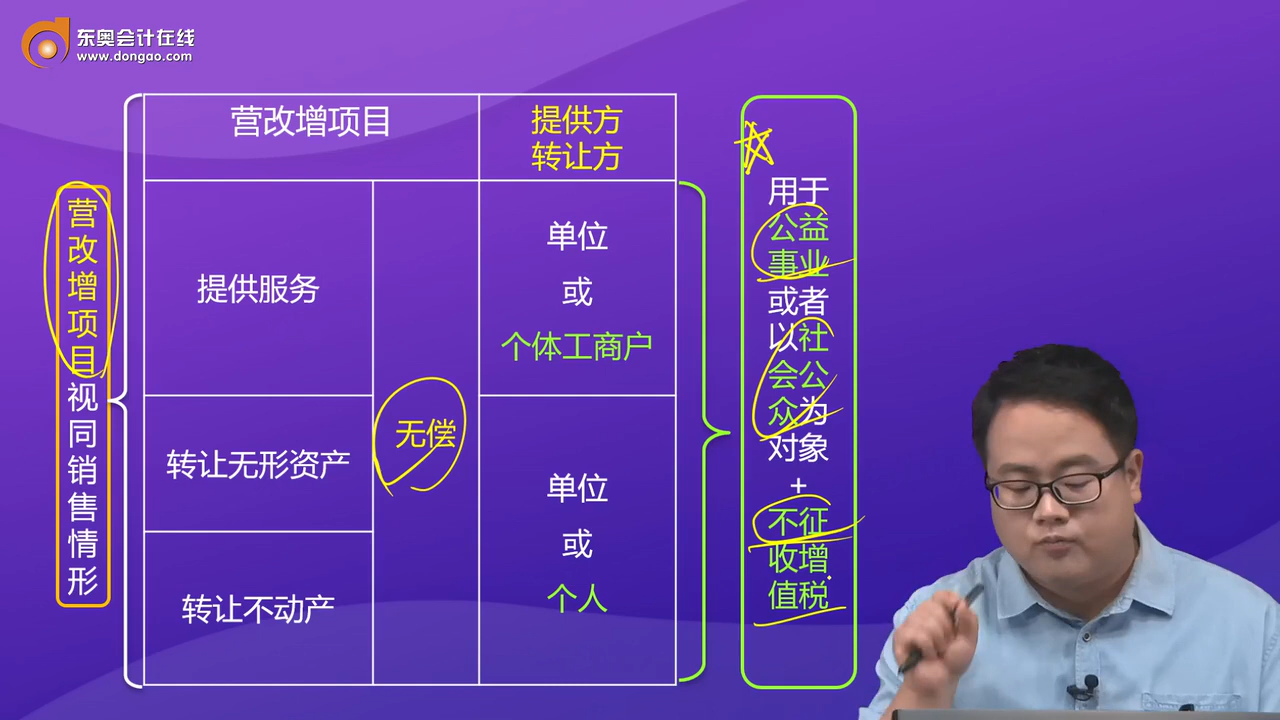 东奥会计在线
www.dongao.com
营改增项目视同销售情形
营改增项目
提供方
转让方
提供服务
转让无形资产
转让不动产
无偿
单位
或
个体工商户
单位
或
个人
用于
公益
事业
或者
以社
会公
众为
对象
+
不征
收增
值税